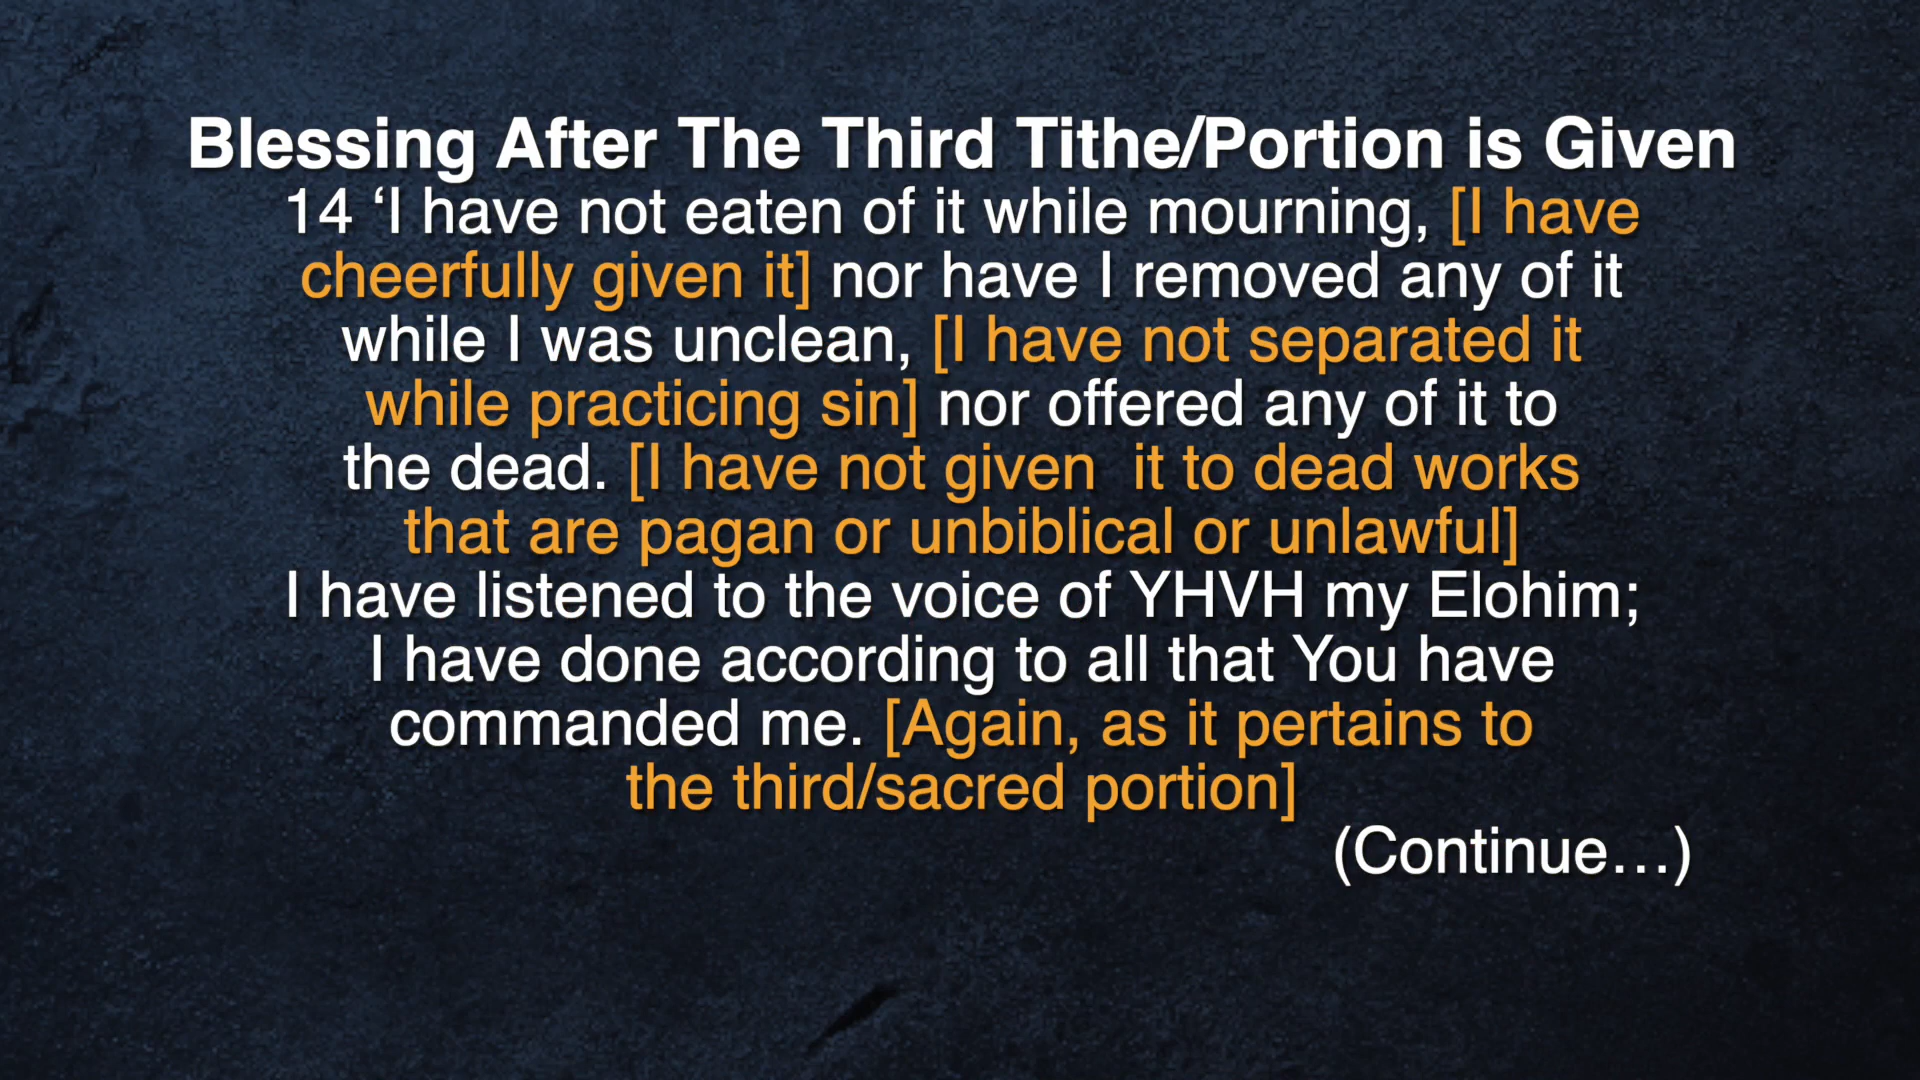 Blessing After The Third Tithe/Portion is Given
14 ‘I have not eaten of it while mourning, [I have
cheerfully given it] nor have I removed any of it
while I was unclean, [I have not separated it
while practicing sin] nor offered any of it to
the dead. [I have not given  it to dead works
that are pagan or unbiblical or unlawful]
I have listened to the voice of YHVH my Elohim;
I have done according to all that You have
commanded me. [Again, as it pertains to
the third/sacred portion]
(Continue…)